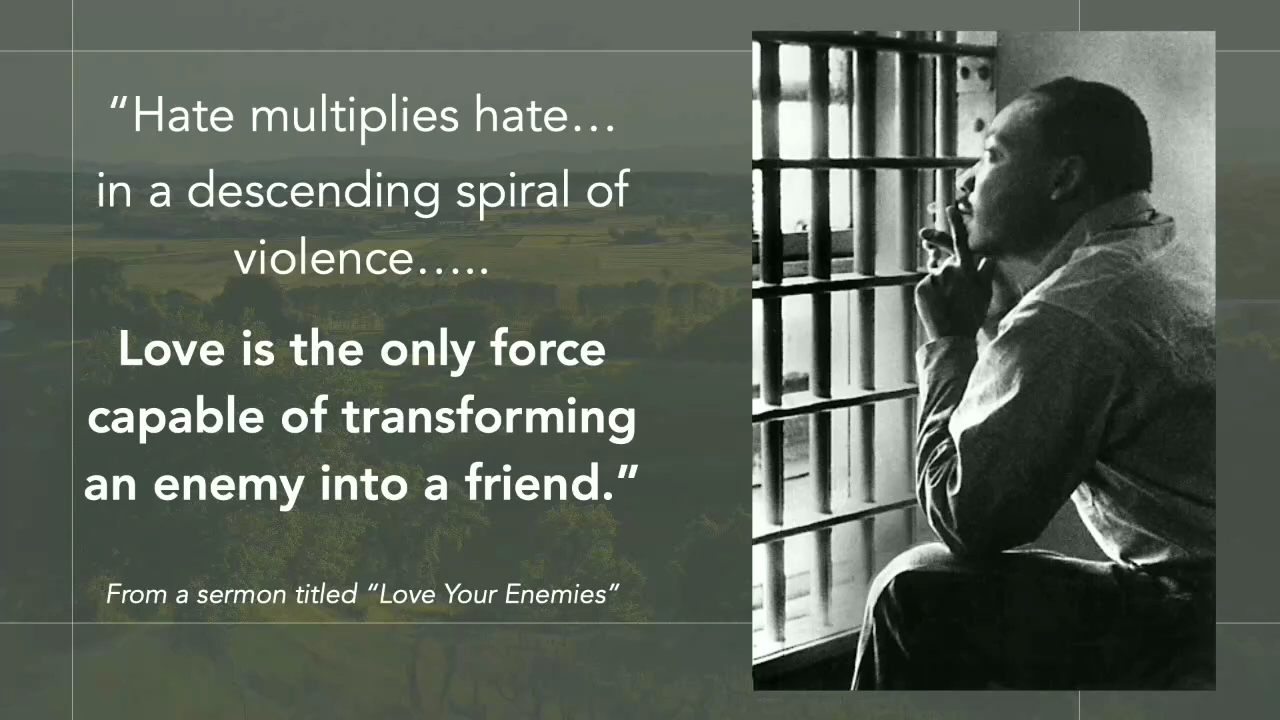 “Hate multiplies hate…
in a descending spiral of
violence…..
Love is the only force
capable of transforming
an enemy into a friend.”
From a sermon titled “Love Your Enemies”